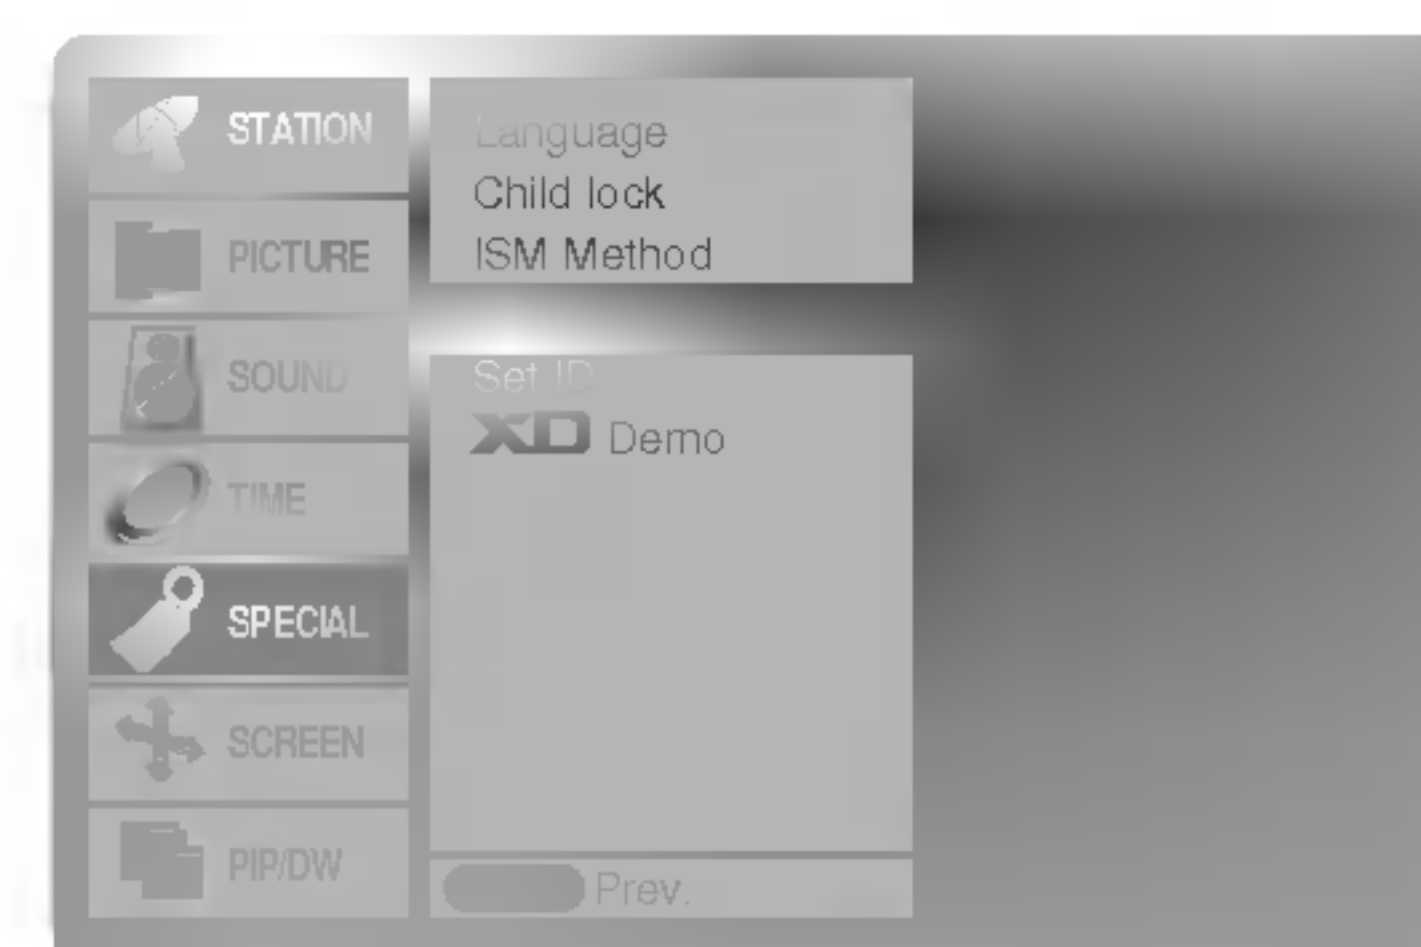 STATION
PICTURE
SOUND
TIME
SPECIAL
SCREEN
PIP/DW
Language
Child lock
ISM Method
Set ID
XD Demo
Prev.